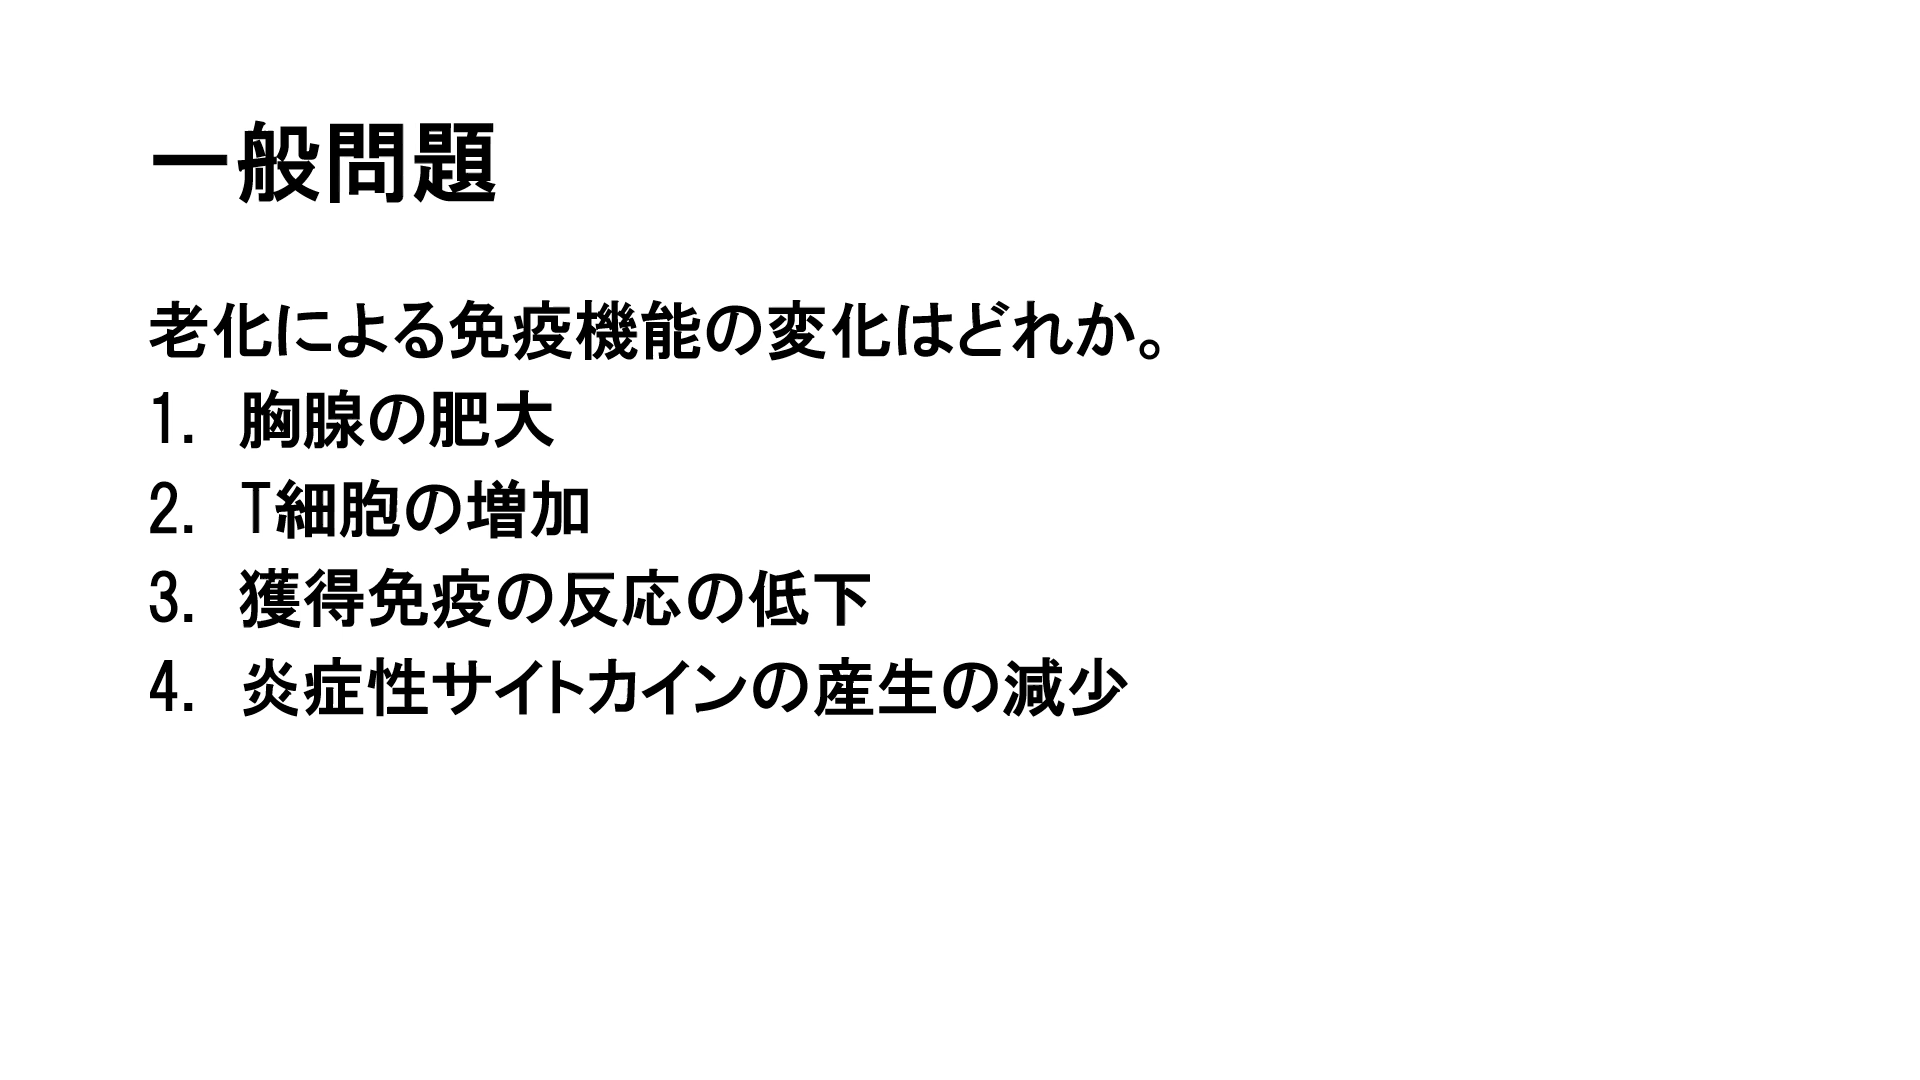 一般問題
老化による免疫機能の変化はどれか。
1. 胸腺の肥大
2. T細胞の増加
3. 獲得免疫の反応の低下
4. 炎症性サイトカインの産生の減少